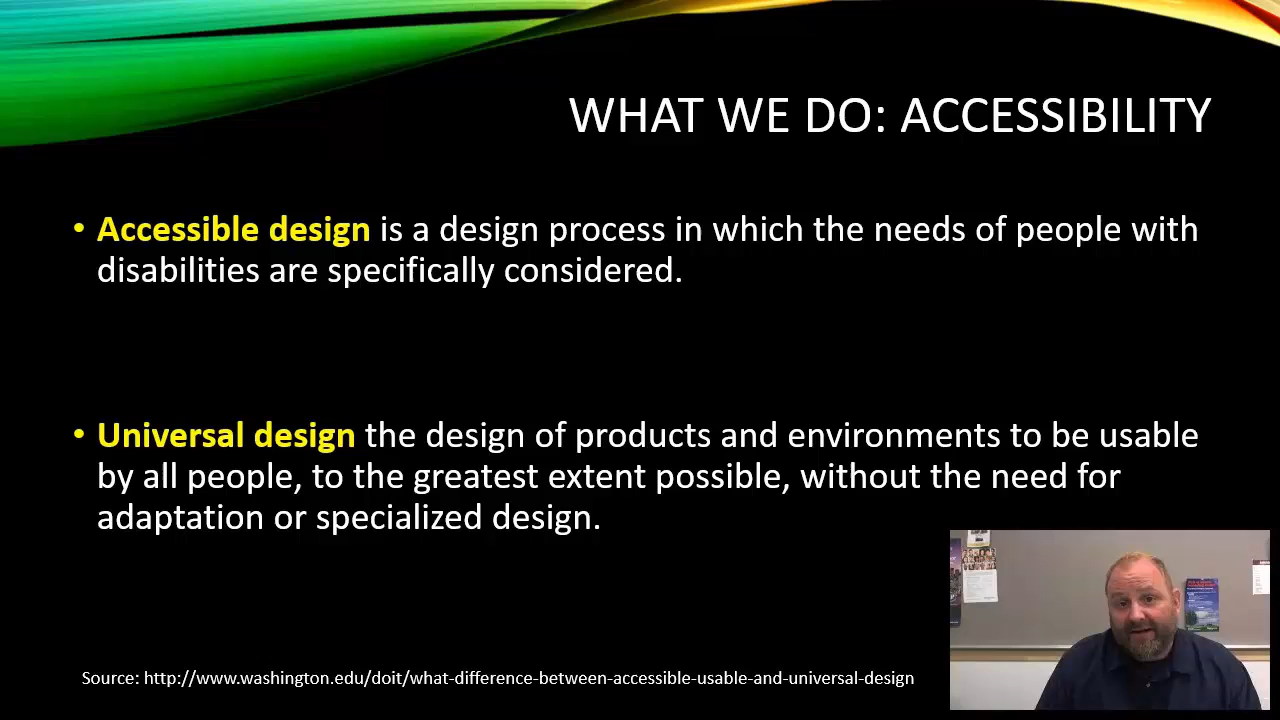 WHAT WE DO: ACCESSIBILITY
• Accessible design is a design process in which the needs of people with
disabilities are specifically considered.
• Universal design the design of products and environments to be usable
by all people, to the greatest extent possible, without the need for
adaptation or specialized design.
Source: http://www.washington.edu/doit/what-difference-between-accessible-usable-and-universal-design